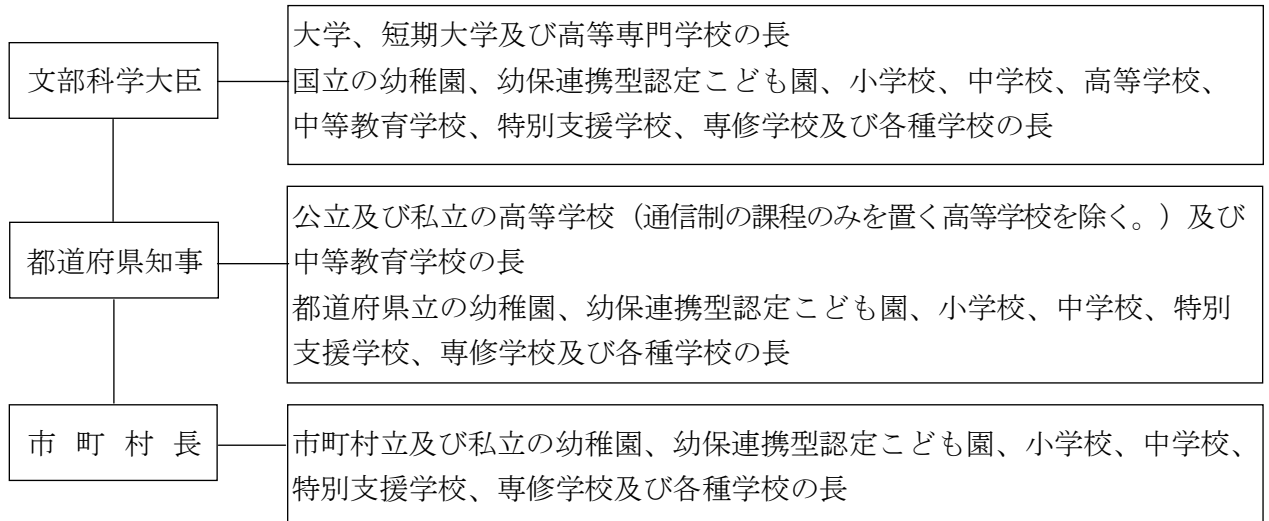 文部科学大臣
大学、短期大学及び高等専門学校の長
国立の幼稚園、幼保連携型認定こども園、小学校、中学校、高等学校、
中等教育学校、特別支援学校、専修学校及び各種学校の長
都道府県知事
公立及び私立の高等学校（通信制の課程のみを置く高等学校を除く。）及び
中等教育学校の長
都道府県立の幼稚園、幼保連携型認定こども園、小学校、中学校、特別
支援学校、専修学校及び各種学校の長
市 町 村 長
市町村立及び私立の幼稚園、幼保連携型認定こども園、小学校、中学校、
特別支援学校、専修学校及び各種学校の長